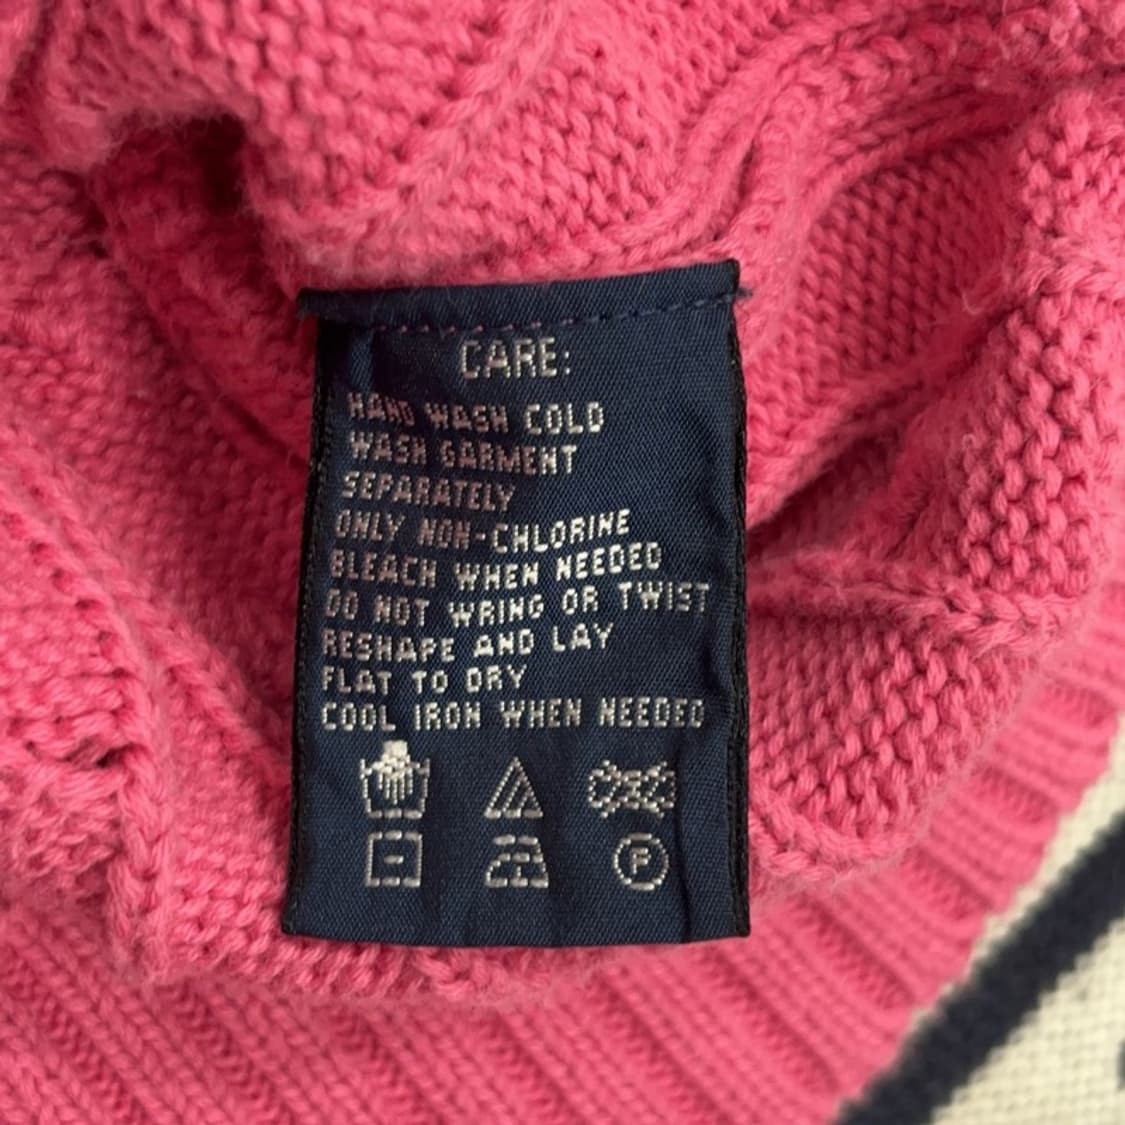 CARE:
HAND WASH COLD
WASH GARMENT
SEPARATELY
ONLY NON-CHLORINE
BLEACH WHEN NEEDED
DO NOT WRING OR TWIST
RESHAPE AND LAY
FLAT TO DRY
COOL IRON WHEN NEEDED
P